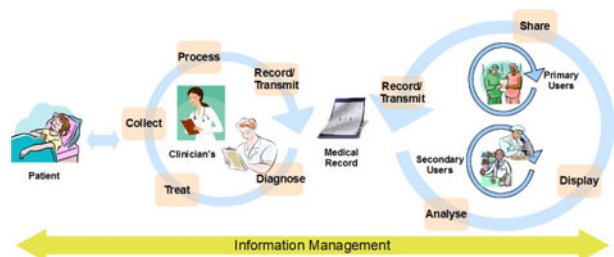 Process
Record/
Transmit
Collect
Clinician's
Treat
Diagnose
Patient
Medical
Record
Share
Record/
Transmit
Primary
Users
Secondary
Users
Display
Analyse
Information Management